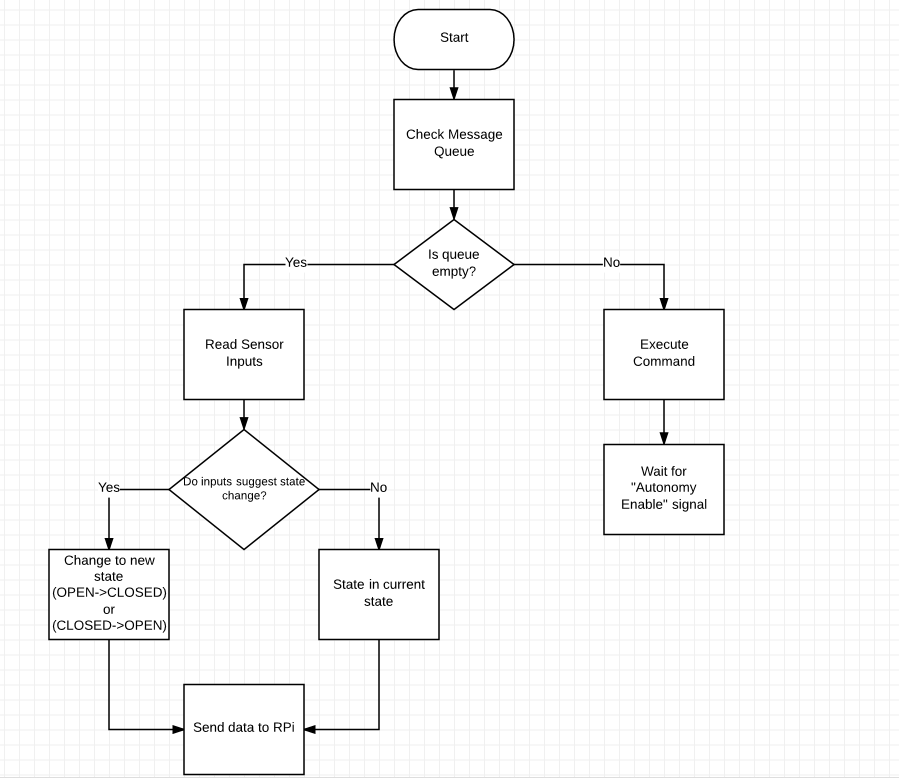 Start
Check Message
Queue
Is queue
empty?
Yes
No
Read Sensor
Inputs
Execute
Command
Do inputs suggest state
change?
Wait for
"Autonomy
Enable" signal
Yes
No
Change to new
state
(OPEN->CLOSED)
or
(CLOSED->OPEN)
State in current
state
Send data to RPi